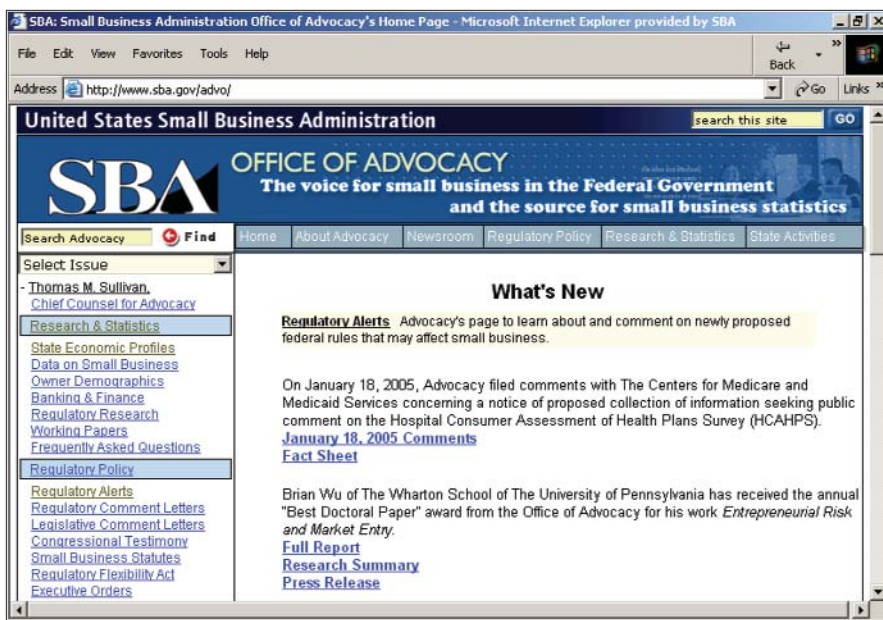 SBA: Small Business Administration Office of Advocacy's Home Page - Microsoft Internet Explorer provided by SBA
File Edit View Favorites Tools Help
Back
»
Address http://www.sba.gov/advo/ Go Links »
United States Small Business Administration search this site GO
SBA
OFFICE OF ADVOCACY
The voice for small business in the Federal Government
and the source for small business statistics
Search Advocacy Find
Home About Advocacy Newsroom Regulatory Policy Research & Statistics State Activities
Select Issue
- Thomas M. Sullivan,
Chief Counsel for Advocacy
Research & Statistics
State Economic Profiles
Data on Small Business
Owner Demographics
Banking & Finance
Regulatory Research
Working Papers
Frequently Asked Questions
Regulatory Policy
Regulatory Alerts
Regulatory Comment Letters
Legislative Comment Letters
Congressional Testimony
Small Business Statutes
Regulatory Flexibility Act
Executive Orders
What's New
Regulatory Alerts Advocacy's page to learn about and comment on newly proposed
federal rules that may affect small business.
On January 18, 2005, Advocacy filed comments with The Centers for Medicare and
Medicaid Services concerning a notice of proposed collection of information seeking public
comment on the Hospital Consumer Assessment of Health Plans Survey (HCAHPS).
January 18, 2005 Comments
Fact Sheet
Brian Wu of The Wharton School of The University of Pennsylvania has received the annual
"Best Doctoral Paper" award from the Office of Advocacy for his work Entrepreneurial Risk
and Market Entry.
Full Report
Research Summary
Press Release